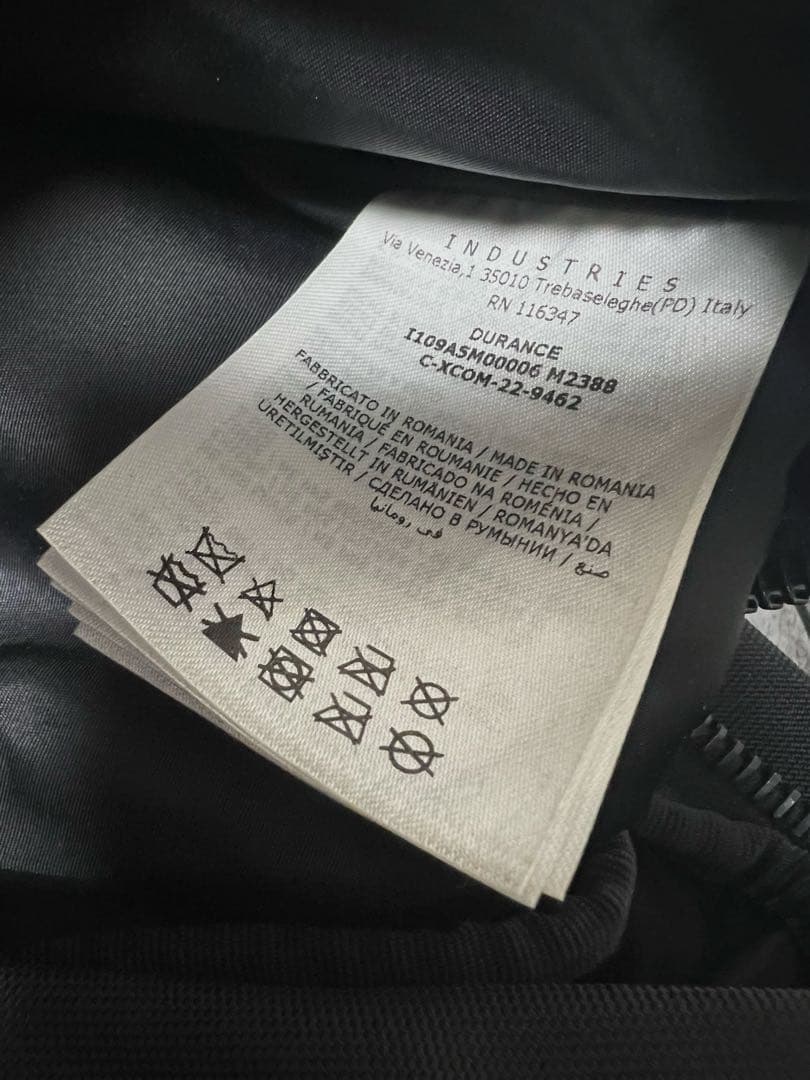 INDUSTRIES
Via Venezia,1 35010 Trebaseleghe(PD) Italy
RN 116347
DURANCE
I109A5M00006 M2388
C-XCOM-22-9462
FABBRICATO IN ROMANIA / MADE IN ROMANIA
/ FABRIQUÉ EN ROUMANIE / HECHO EN
RUMANIA / FABRICADO NA ROMÉNIA /
HERGESTELLT IN RUMÄNIEN / ROMANYA'DA
ÜRETILMIŞTIR / СДЕЛАНО В РУМЫНИИ / صنع
في رومانيا